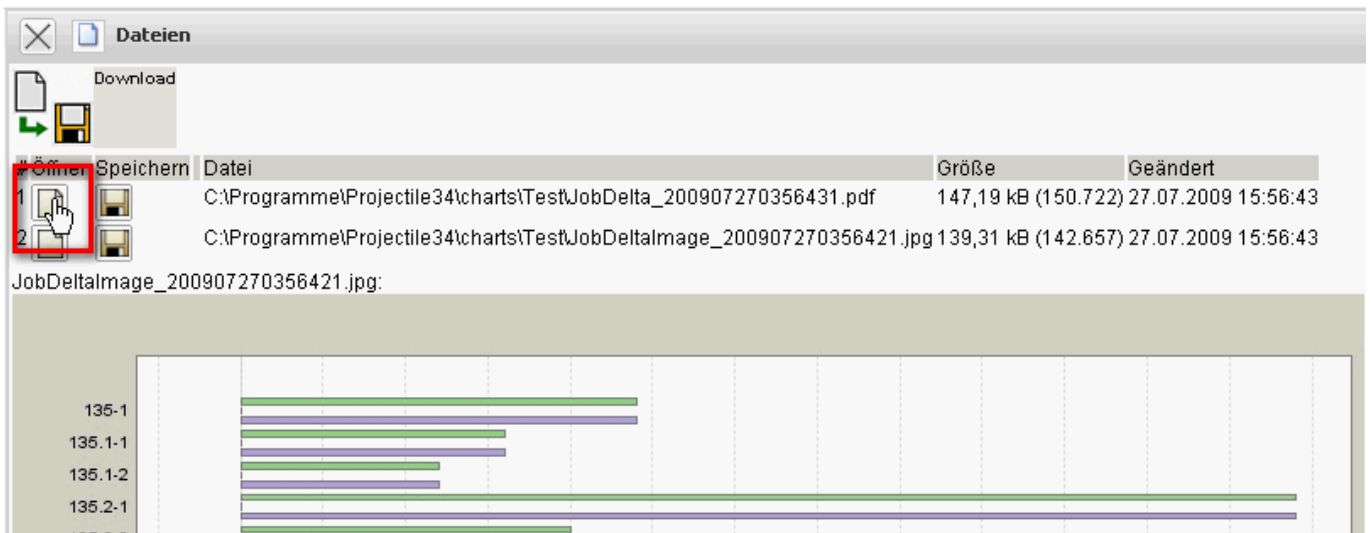 Dateien
Download
# Öffnen Speichern Datei Größe Geändert
1 C:\Programme\Projectile34\charts\Test\JobDelta_200907270356431.pdf 147,19 kB (150.722) 27.07.2009 15:56:43
2 C:\Programme\Projectile34\charts\Test\JobDeltaImage_200907270356421.jpg 139,31 kB (142.657) 27.07.2009 15:56:43
JobDeltaImage_200907270356421.jpg:
135-1
135.1-1
135.1-2
135.2-1